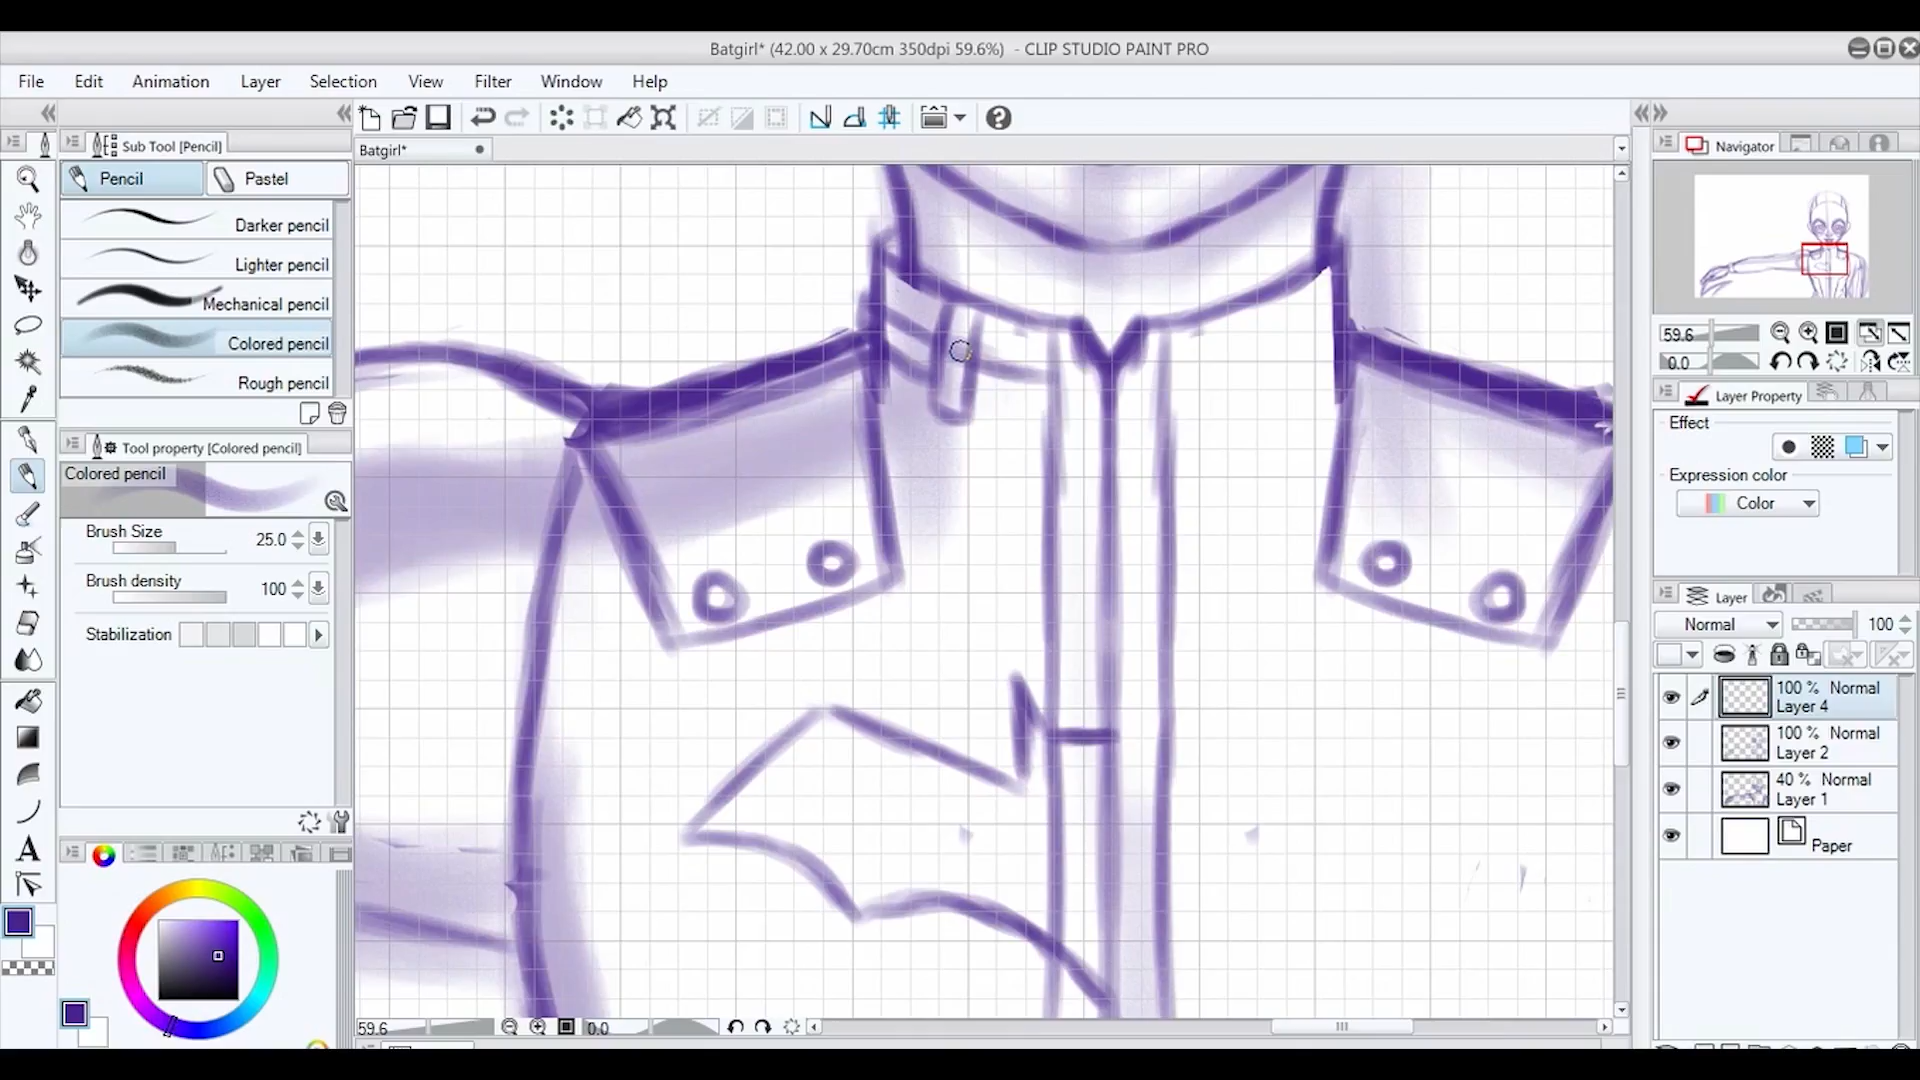 Batgirl* (42.00 x 29.70cm 350dpi 59.6%) - CLIP STUDIO PAINT PRO
File Edit Animation Layer Selection View Filter Window Help
Batgirl*
Sub Tool [Pencil]
Pencil Pastel
Darker pencil
Lighter pencil
Mechanical pencil
Colored pencil
Rough pencil
Tool property [Colored pencil]
Colored pencil
Brush Size 25.0
Brush density 100
Stabilization
59.6 0.0
Navigator
59.6
0.0
Layer Property
Effect
Expression color
Color
Layer
Normal 100
100 % Normal
Layer 4
100 % Normal
Layer 2
40 % Normal
Layer 1
Paper